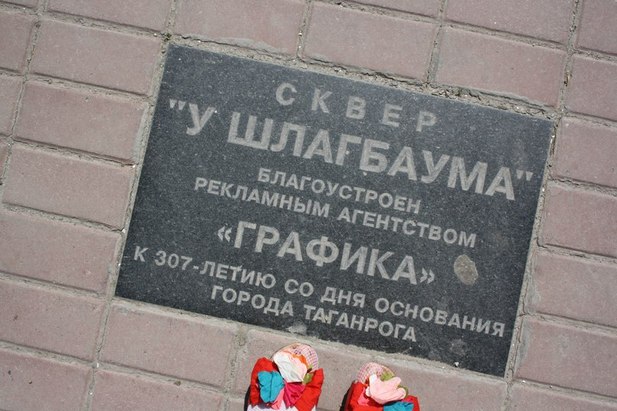 СКВЕР
"У ШЛАГБАУМА"
БЛАГОУСТРОЕН
РЕКЛАМНЫМ АГЕНТСТВОМ
«ГРАФИКА»
К 307-ЛЕТИЮ СО ДНЯ ОСНОВАНИЯ
ГОРОДА ТАГАНРОГА